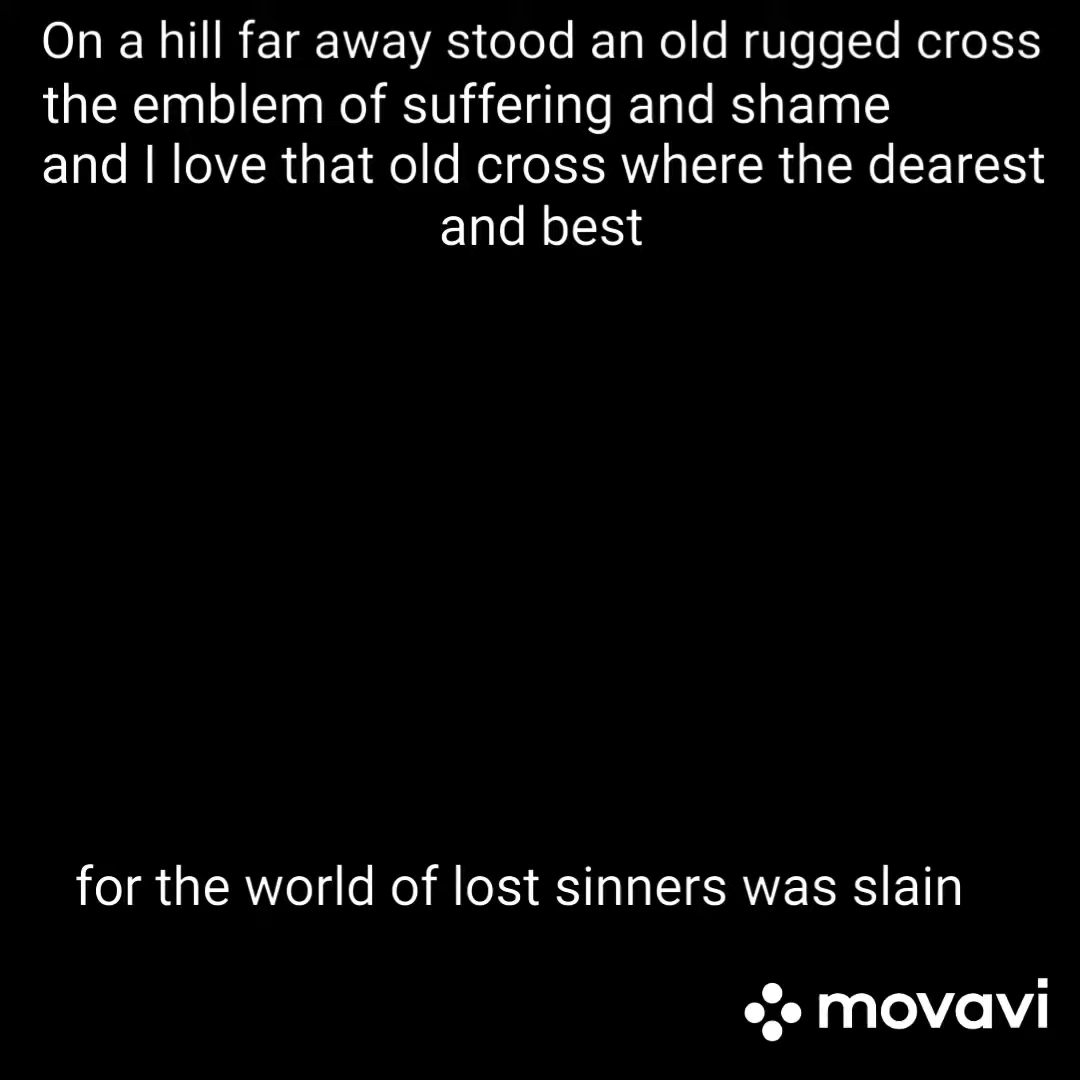 On a hill far away stood an old rugged cross
the emblem of suffering and shame
and I love that old cross where the dearest
and best
for the world of lost sinners was slain
movavi